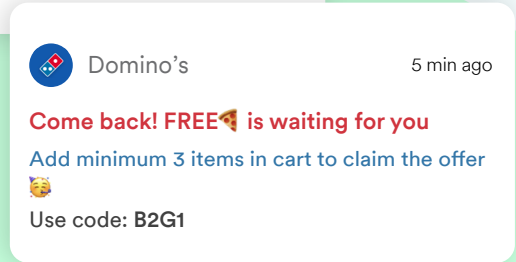 Domino's
5 min ago
Come back! FREE🍕 is waiting for you
Add minimum 3 items in cart to claim the offer
🥳
Use code: B2G1